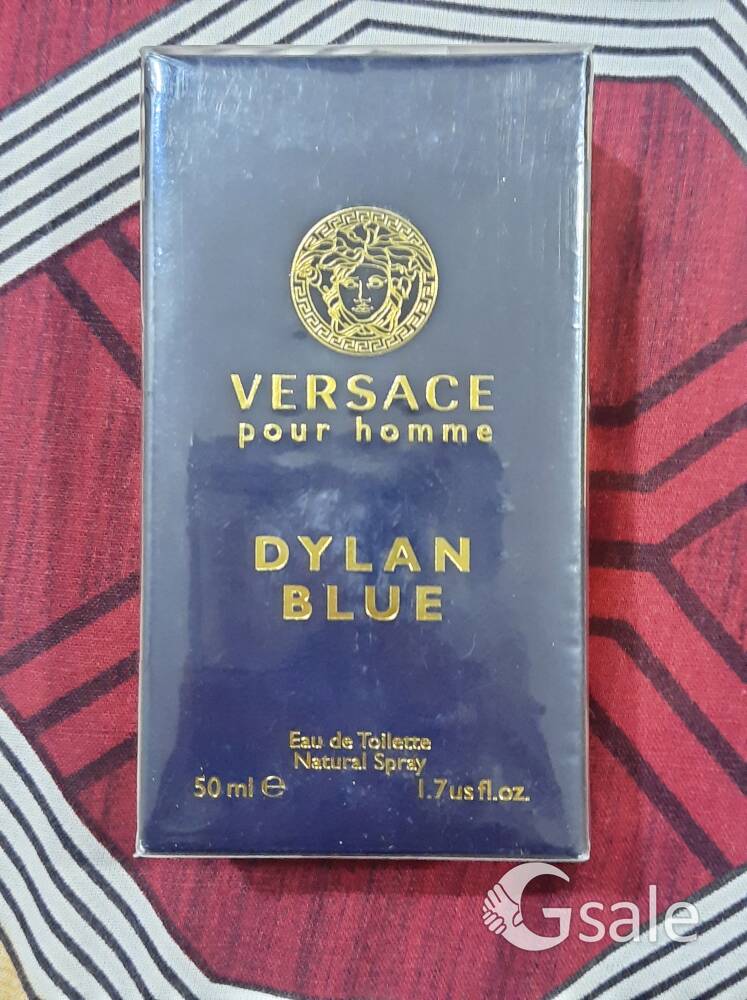 VERSACE
pour homme
DYLAN
BLUE
Eau de Toilette
Natural Spray
50 ml ℮ 1.7 us fl.oz.
Gsale